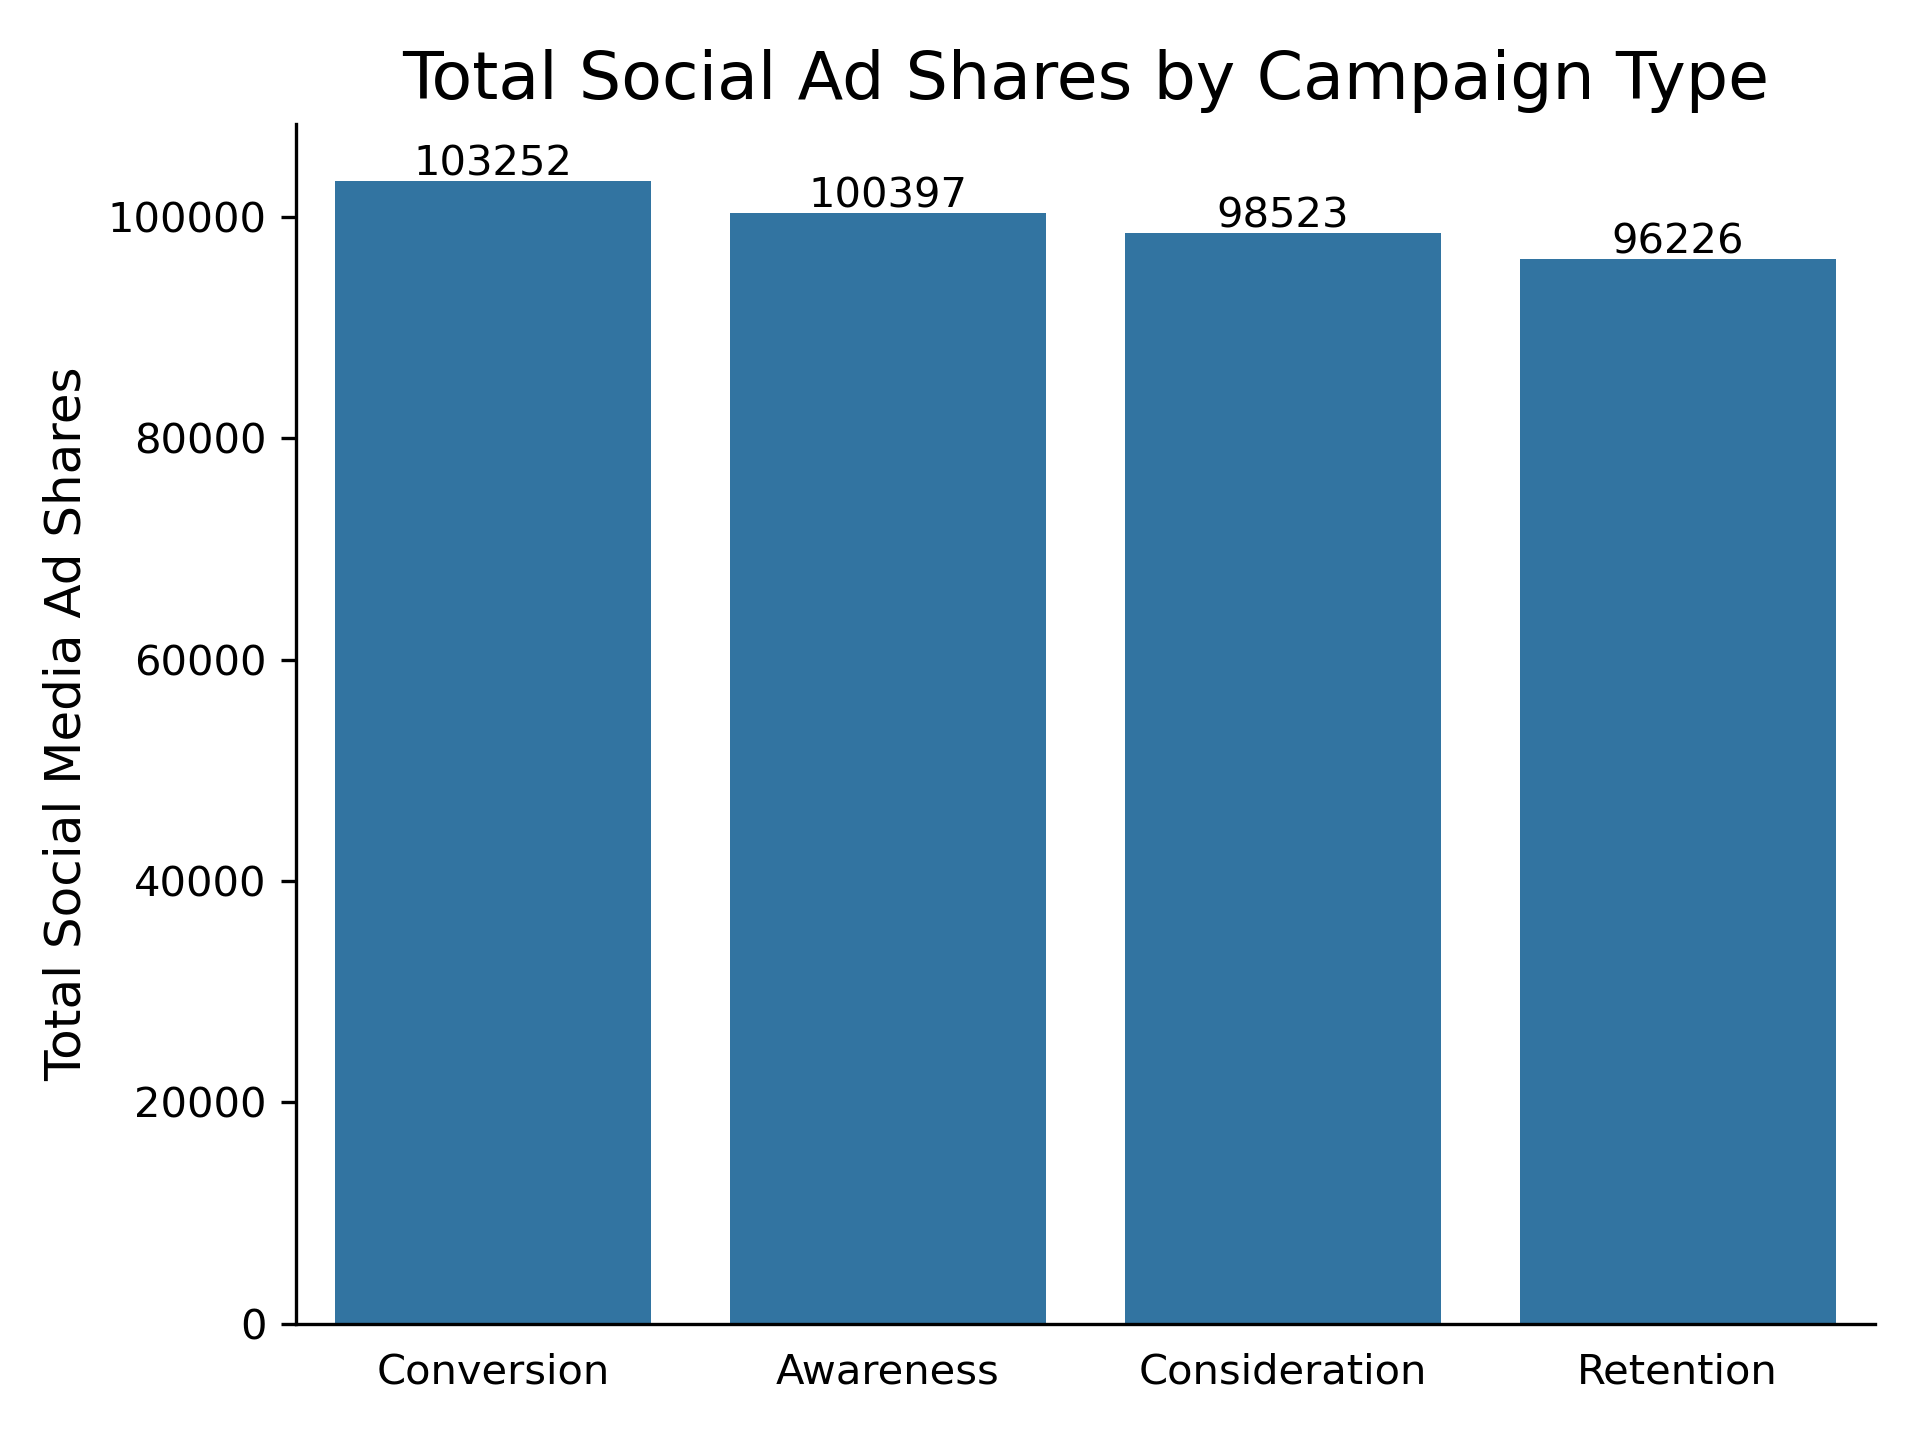 Total Social Ad Shares by Campaign Type
103252
100397
98523
96226
100000
80000
60000
40000
20000
0
Total Social Media Ad Shares
Conversion
Awareness
Consideration
Retention